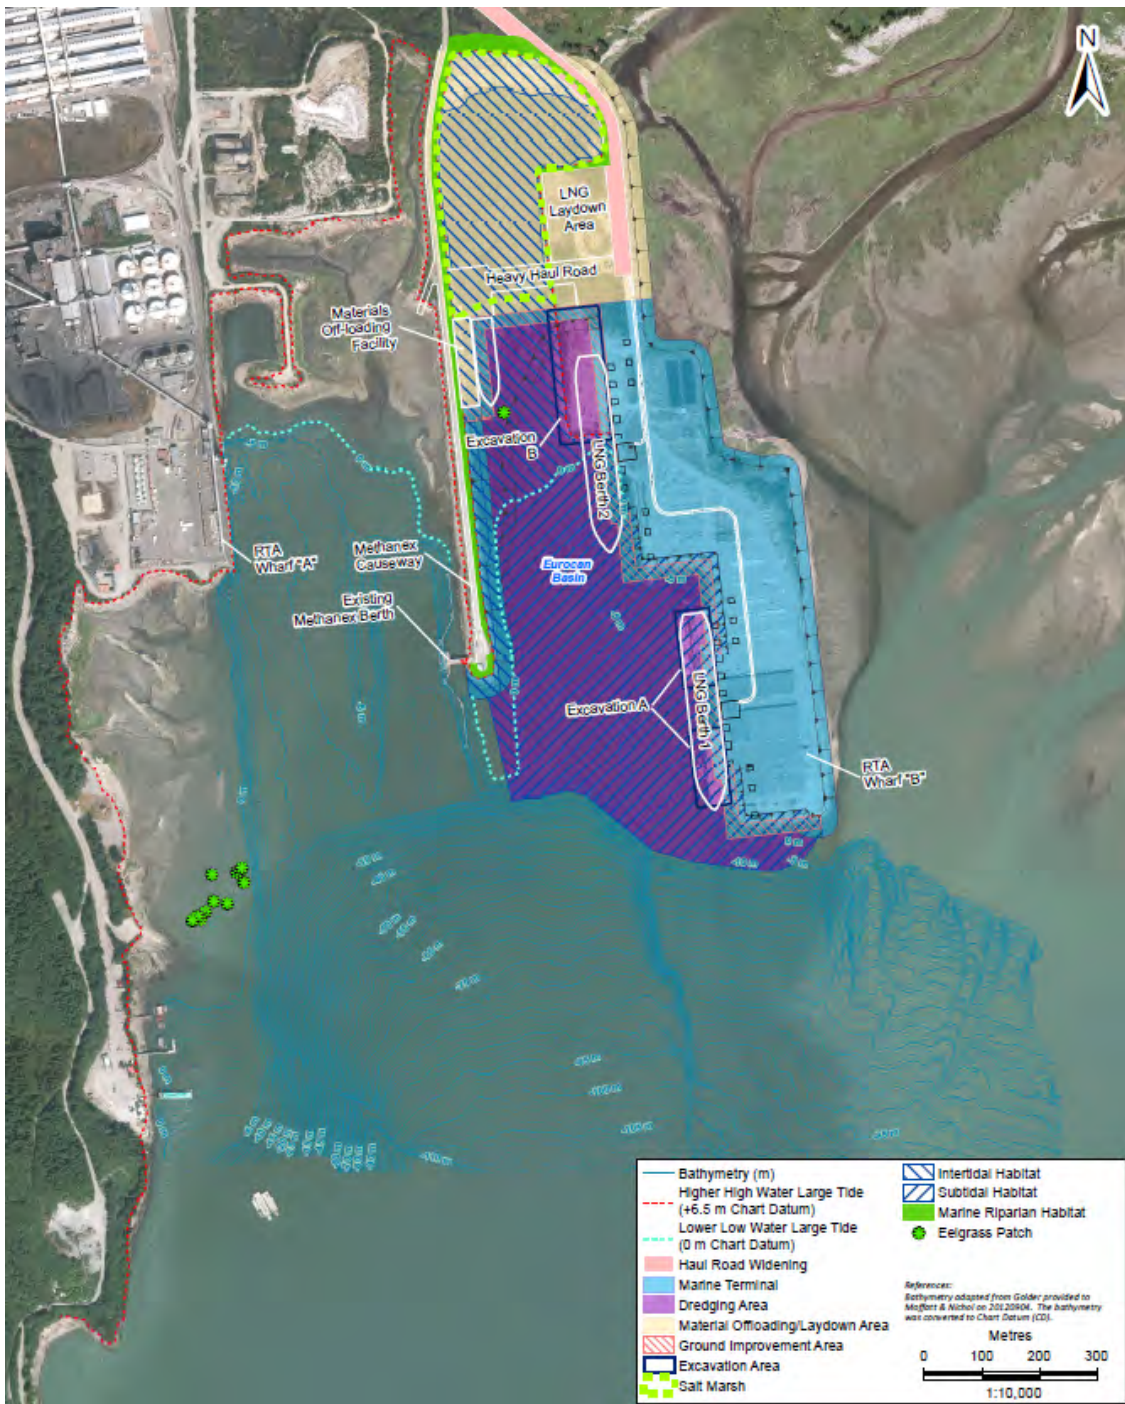 N
LNG
Laydown
Area
Heavy Haul Road
Materials
Off-loading
Facility
Excavation
B
LNG Berth 2
RTA
Wharf "A"
Methanex
Causeway
Eurocan
Basin
Existing
Methanex Berth
Excavation A
LNG Berth 1
RTA
Wharf "B"
Bathymetry (m)
Higher High Water Large Tide
(+6.5 m Chart Datum)
Lower Low Water Large Tide
(0 m Chart Datum)
Haul Road Widening
Marine Terminal
Dredging Area
Material Offloading/Laydown Area
Ground Improvement Area
Excavation Area
Salt Marsh
Intertidal Habitat
Subtidal Habitat
Marine Riparian Habitat
Eelgrass Patch
References:
Bathymetry adapted from Golder provided to
Moffatt & Nichol on 20120904. The bathymetry
was converted to Chart Datum (CD).
Metres
0 100 200 300
1:10,000